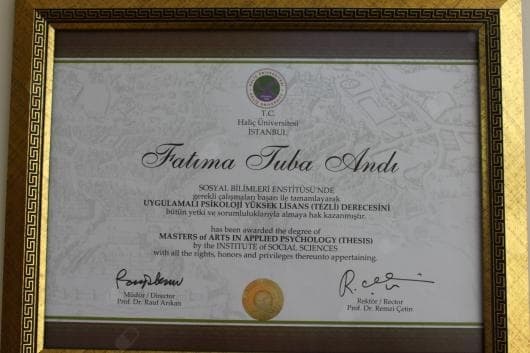 T.C.
Haliç Üniversitesi
İSTANBUL
Fatıma Tuba Andı
SOSYAL BİLİMLERİ ENSTİTÜSÜ'NDE
gerekli çalışmaları başarı ile tamamlayarak
UYGULAMALI PSİKOLOJİ YÜKSEK LİSANS (TEZLİ) DERECESİNİ
bütün yetki ve sorumluluklarıyla almaya hak kazanmıştır.
has been awarded the degree of
MASTERS of ARTS IN APPLIED PSYCHOLOGY (THESIS)
by the INSTITUTE OF SOCIAL SCIENCES
with all the rights, honors and privileges thereunto appertaining.
Müdür / Director
Prof. Dr. Rauf Arıkan
Rektör / Rector
Prof. Dr. Remzi Çetin